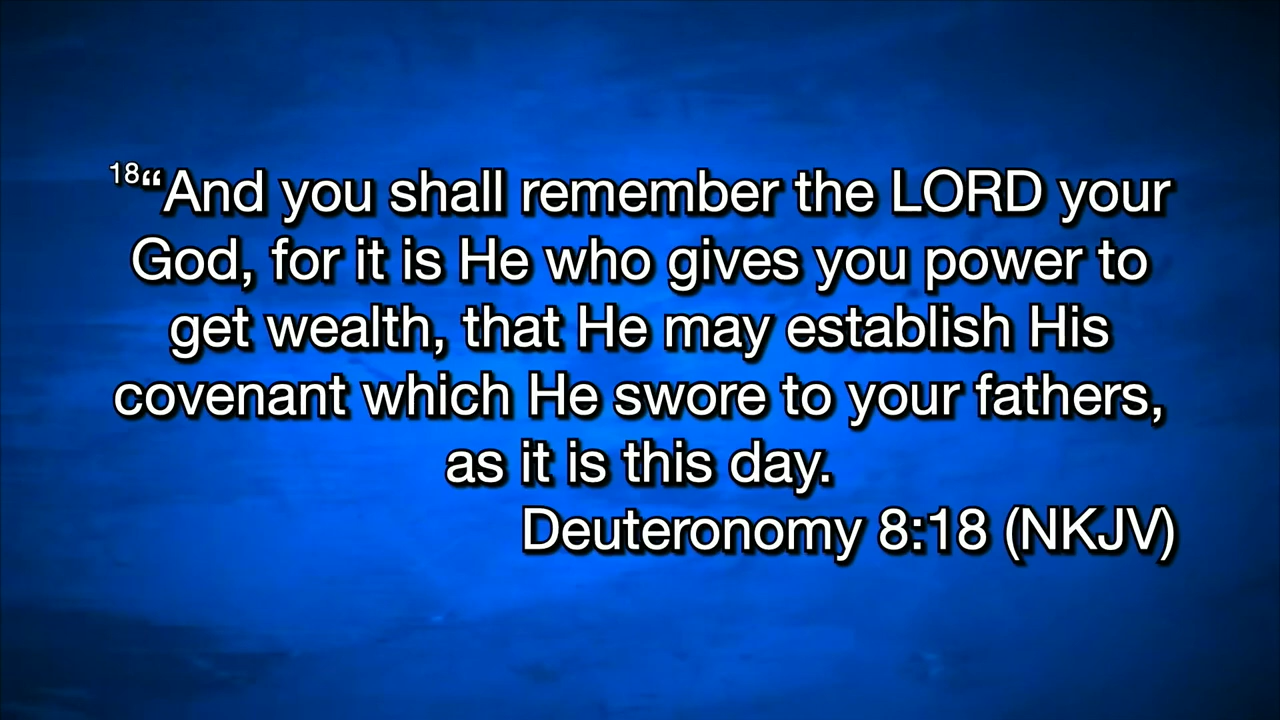 18“And you shall remember the LORD your
God, for it is He who gives you power to
get wealth, that He may establish His
covenant which He swore to your fathers,
as it is this day.
Deuteronomy 8:18 (NKJV)